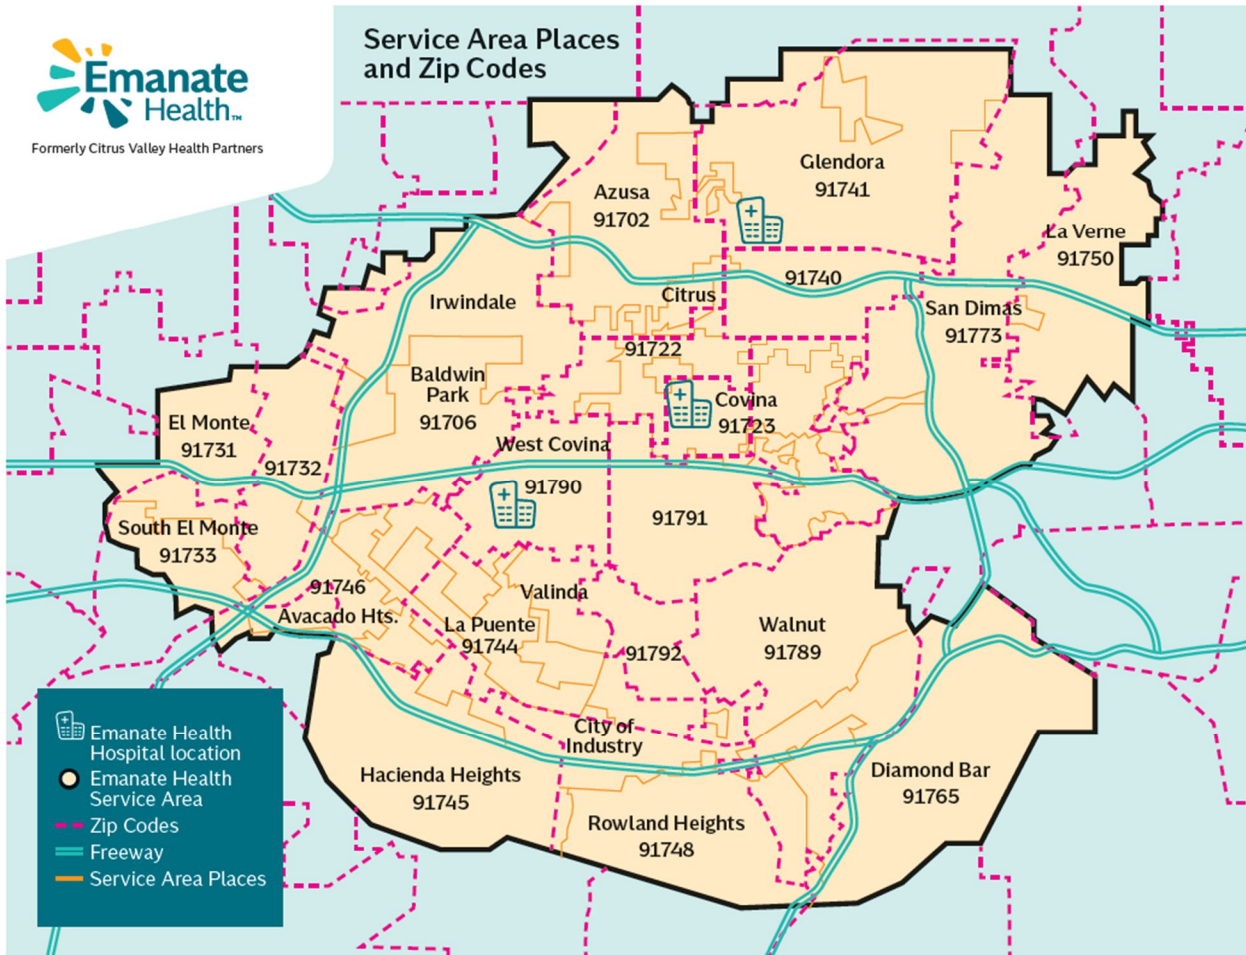 Emanate
Health™
Formerly Citrus Valley Health Partners
Service Area Places
and Zip Codes
Glendora
91741
Azusa
91702
La Verne
91750
91740
Citrus
Irwindale
San Dimas
91773
91722
Baldwin
Park
91706
Covina
91723
El Monte
91731
West Covina
91732
91790
91791
South El Monte
91733
91746
Avacado Hts.
Valinda
La Puente
91744
Walnut
91789
91792
City of
Industry
Hacienda Heights
91745
Diamond Bar
91765
Rowland Heights
91748
Emanate Health
Hospital location
Emanate Health
Service Area
Zip Codes
Freeway
Service Area Places